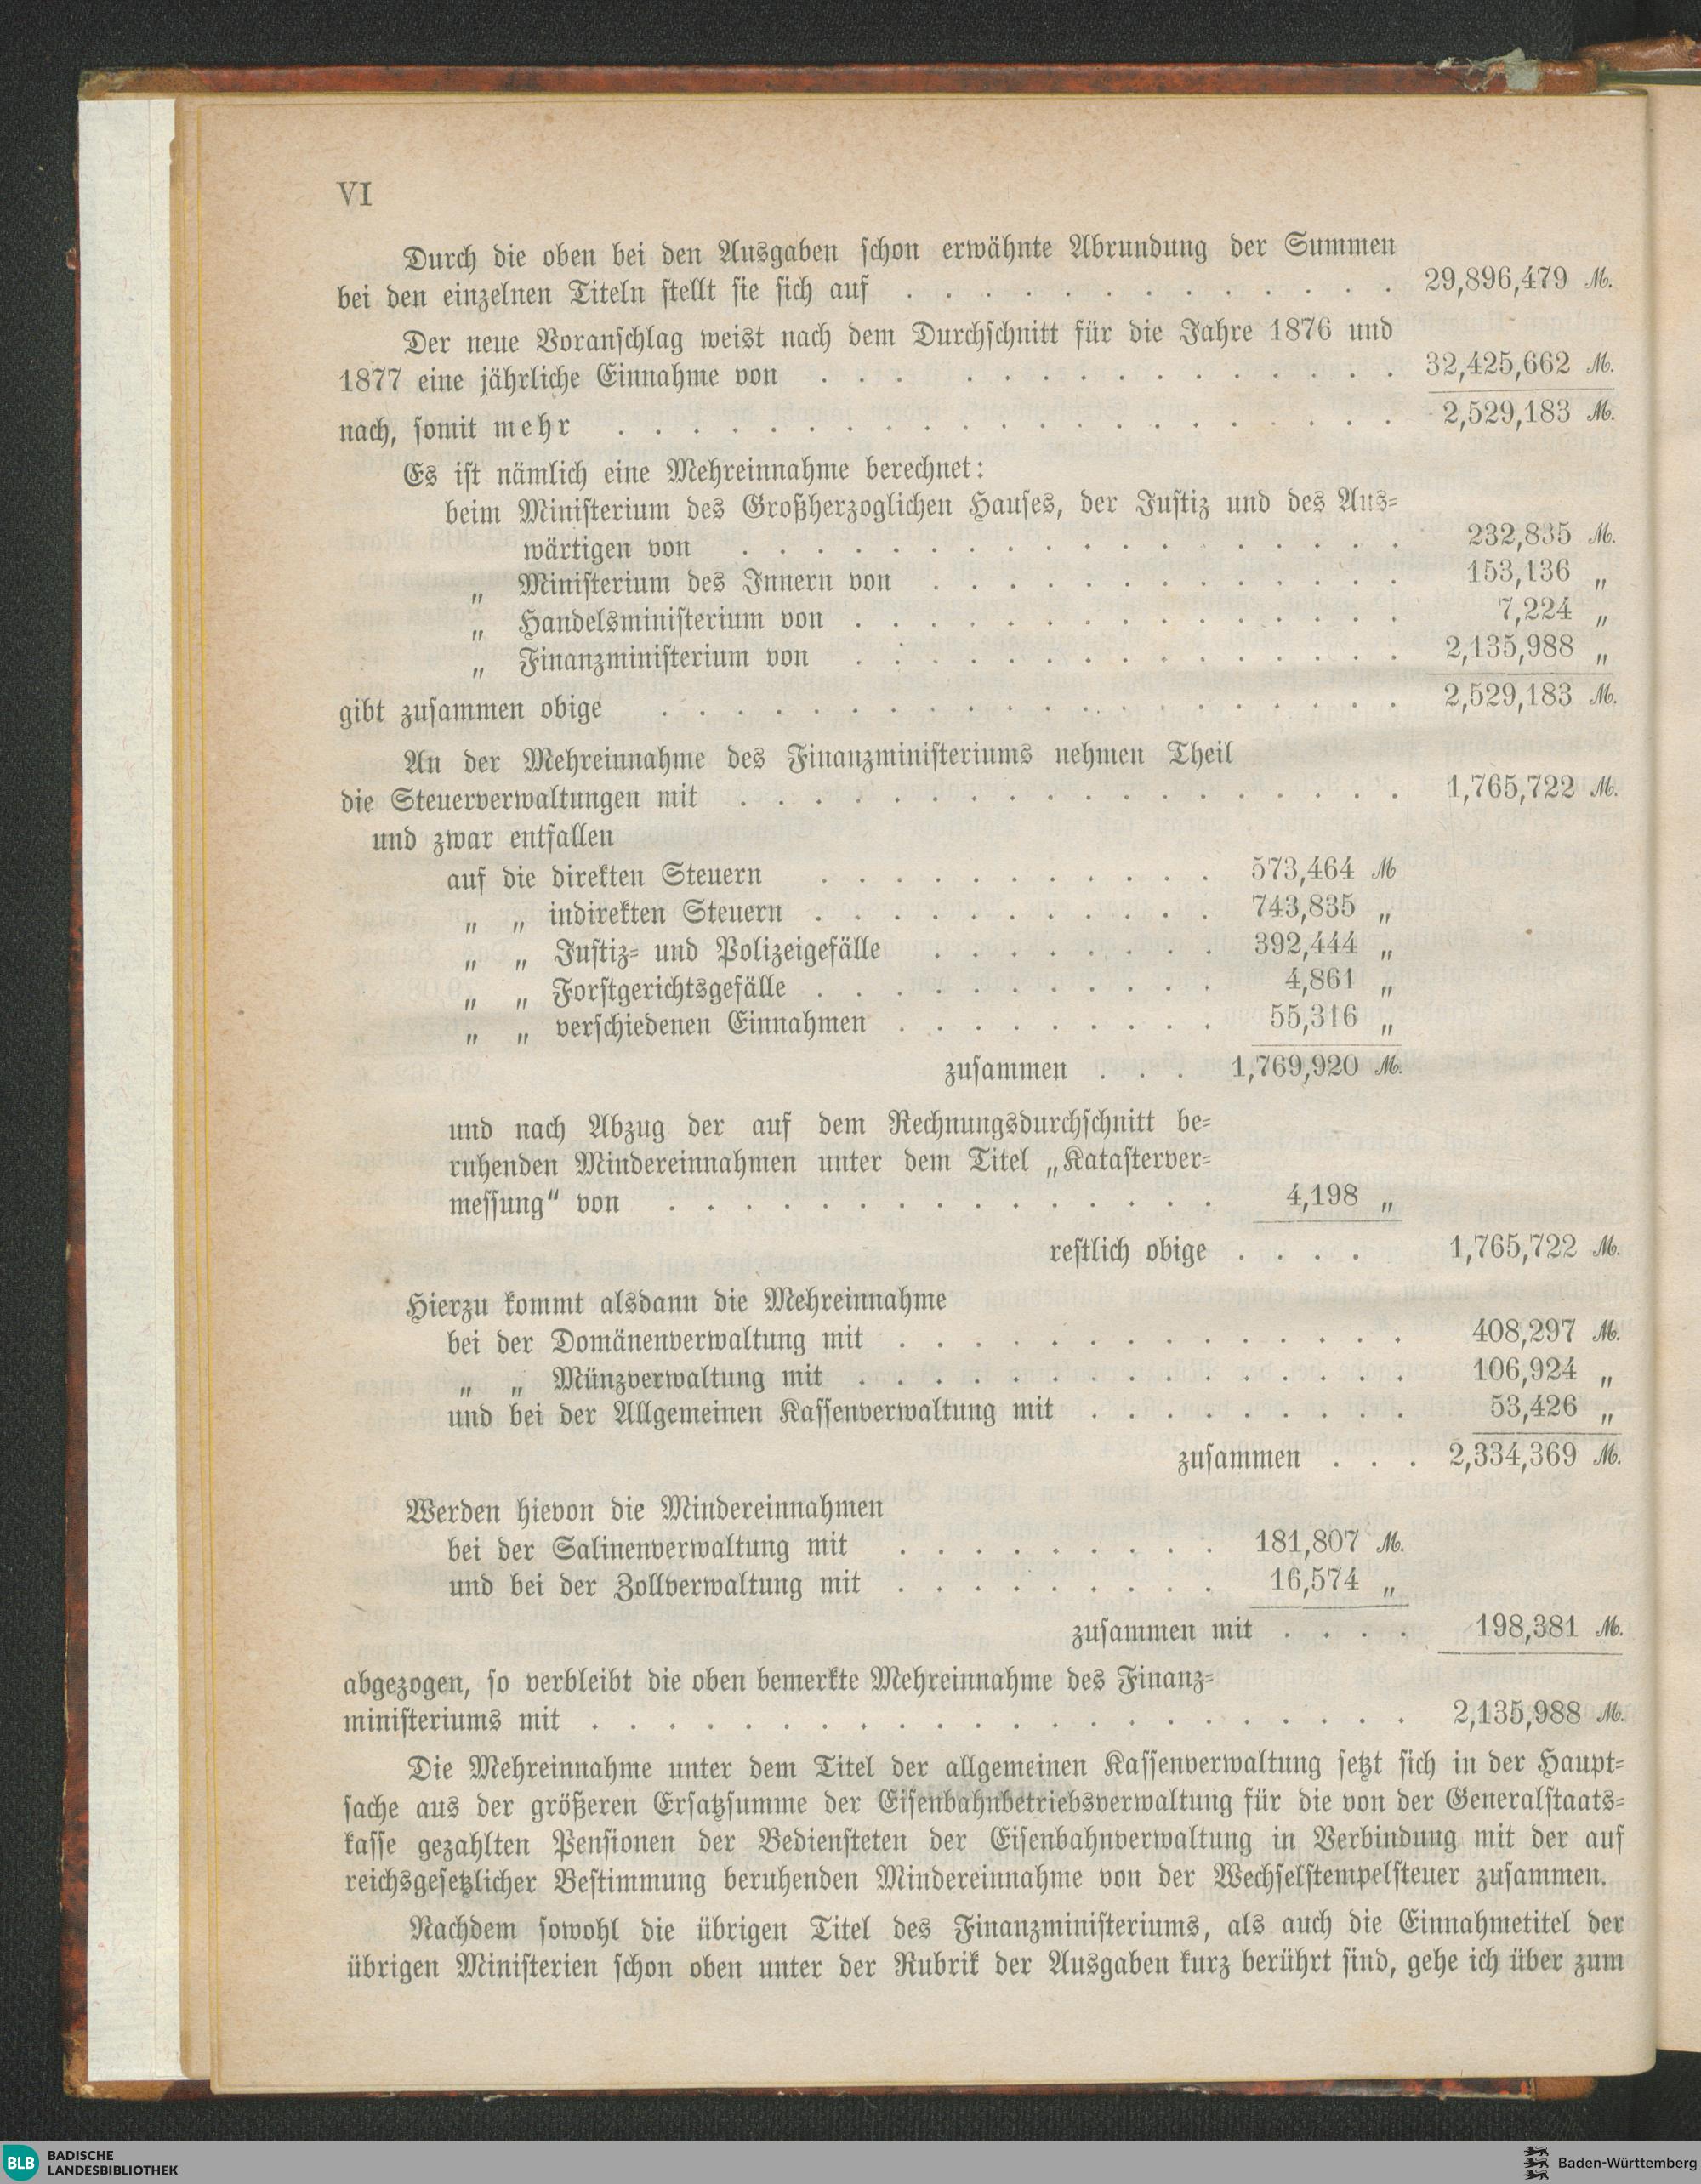 VI
Durch die oben bei den Ausgaben schon erwähnte Abrundung der Summen
bei den einzelnen Titeln stellt sie sich auf . . . . . . . . . . . . . 29,896,479 ℳ.
Der neue Voranschlag weist nach dem Durchschnitt für die Jahre 1876 und
1877 eine jährliche Einnahme von . . . . . . . . . . . . . . . 32,425,662 ℳ.
nach, somit mehr . . . . . . . . . . . . . . . . . . . . 2,529,183 ℳ.
Es ist nämlich eine Mehreinnahme berechnet:
beim Ministerium des Großherzoglichen Hauses, der Justiz und des Aus-
wärtigen von . . . . . . . . . . . . . . . . . . 232,835 ℳ.
„ Ministerium des Innern von . . . . . . . . . . . . . 153,136 „
„ Handelsministerium von . . . . . . . . . . . . . . . 7,224 „
„ Finanzministerium von . . . . . . . . . . . . . . . 2,135,988 „
gibt zusammen obige . . . . . . . . . . . . . . . . . . . 2,529,183 ℳ.
An der Mehreinnahme des Finanzministeriums nehmen Theil
die Steuerverwaltungen mit . . . . . . . . . . . . . . . . . . 1,765,722 ℳ.
und zwar entfallen
auf die direkten Steuern . . . . . . . . . . . 573,464 ℳ
„ „ indirekten Steuern . . . . . . . . . . . 743,835 „
„ „ Justiz- und Polizeigefälle . . . . . . . . 392,444 „
„ „ Forstgerichtsgefälle . . . . . . . . . . . 4,861 „
„ „ verschiedenen Einnahmen . . . . . . . . . 55,316 „
zusammen . . . 1,769,920 ℳ.
und nach Abzug der auf dem Rechnungsdurchschnitt be-
ruhenden Mindereinnahmen unter dem Titel „Katasterver-
messung“ von . . . . . . . . . . . . . . . 4,198 „
restlich obige . . . . 1,765,722 ℳ.
Hierzu kommt alsdann die Mehreinnahme
bei der Domänenverwaltung mit . . . . . . . . . . . . . . 408,297 ℳ.
„ „ Münzverwaltung mit . . . . . . . . . . . . . . . 106,924 „
und bei der Allgemeinen Kassenverwaltung mit . . . . . . . . . 53,426 „
zusammen . . . 2,334,369 ℳ.
Werden hievon die Mindereinnahmen
bei der Salinenverwaltung mit . . . . . . . . . 181,807 ℳ.
und bei der Zollverwaltung mit . . . . . . . . . 16,574 „
zusammen mit . . . . 198,381 ℳ.
abgezogen, so verbleibt die oben bemerkte Mehreinnahme des Finanz-
ministeriums mit . . . . . . . . . . . . . . . . . . . . . 2,135,988 ℳ.
Die Mehreinnahme unter dem Titel der allgemeinen Kassenverwaltung setzt sich in der Haupt-
sache aus der größeren Ersatzsumme der Eisenbahnbetriebsverwaltung für die von der Generalstaats-
kasse gezahlten Pensionen der Bediensteten der Eisenbahnverwaltung in Verbindung mit der auf
reichsgesetzlicher Bestimmung beruhenden Mindereinnahme von der Wechselstempelsteuer zusammen.
Nachdem sowohl die übrigen Titel des Finanzministeriums, als auch die Einnahmetitel der
übrigen Ministerien schon oben unter der Rubrik der Ausgaben kurz berührt sind, gehe ich über zum
BLB BADISCHE
LANDESBIBLIOTHEK
Baden-Württemberg